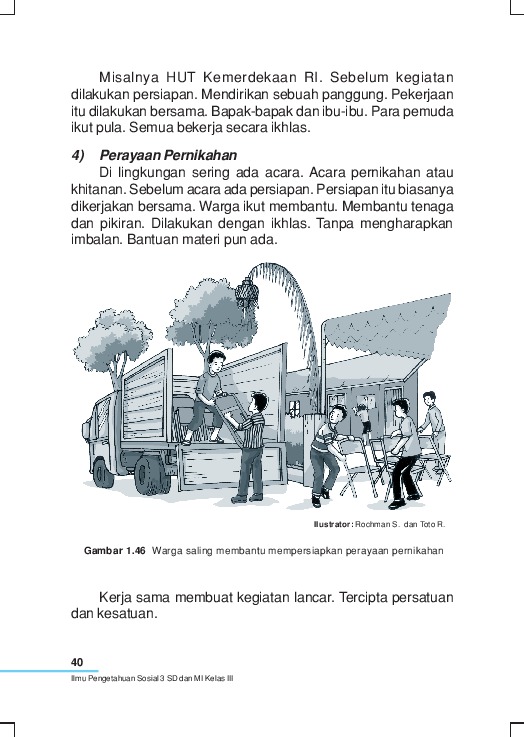 Misalnya HUT Kemerdekaan RI. Sebelum kegiatan
dilakukan persiapan. Mendirikan sebuah panggung. Pekerjaan
itu dilakukan bersama. Bapak-bapak dan ibu-ibu. Para pemuda
ikut pula. Semua bekerja secara ikhlas.
4) Perayaan Pernikahan
Di lingkungan sering ada acara. Acara pernikahan atau
khitanan. Sebelum acara ada persiapan. Persiapan itu biasanya
dikerjakan bersama. Warga ikut membantu. Membantu tenaga
dan pikiran. Dilakukan dengan ikhlas. Tanpa mengharapkan
imbalan. Bantuan materi pun ada.
Ilustrator: Rochman S. dan Toto R.
Gambar 1.46 Warga saling membantu mempersiapkan perayaan pernikahan
Kerja sama membuat kegiatan lancar. Tercipta persatuan
dan kesatuan.
40
Ilmu Pengetahuan Sosial 3 SD dan MI Kelas III